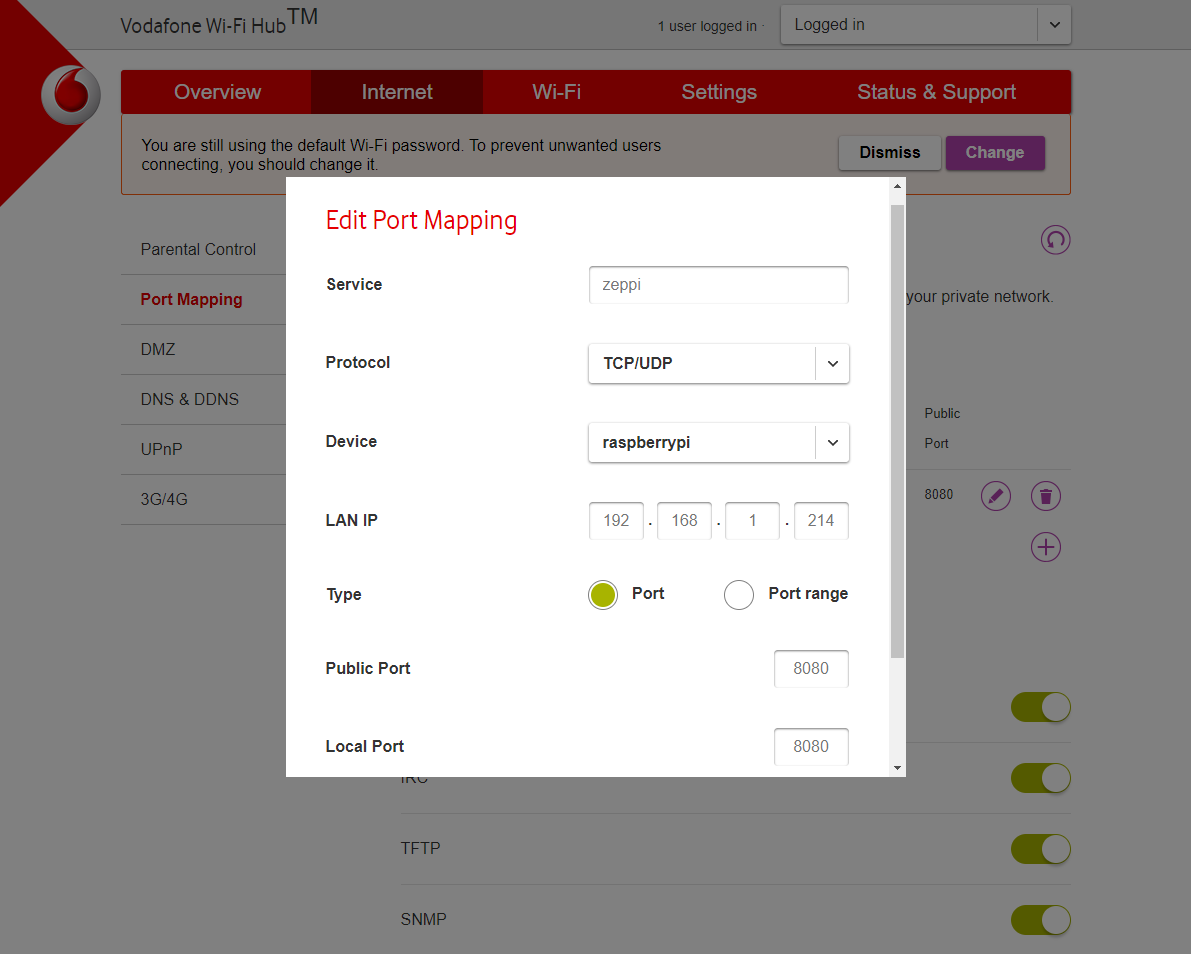 Vodafone Wi-Fi Hub™
1 user logged in
Logged in
Overview
Internet
Wi-Fi
Settings
Status & Support
You are still using the default Wi-Fi password. To prevent unwanted users
connecting, you should change it.
Dismiss
Change
Parental Control
Port Mapping
DMZ
DNS & DDNS
UPnP
3G/4G
your private network.
Public
Port
8080
Edit Port Mapping
Service
zeppi
Protocol
TCP/UDP
Device
raspberrypi
LAN IP
192 . 168 . 1 . 214
Type
Port
Port range
Public Port
8080
Local Port
8080
IRC
TFTP
SNMP